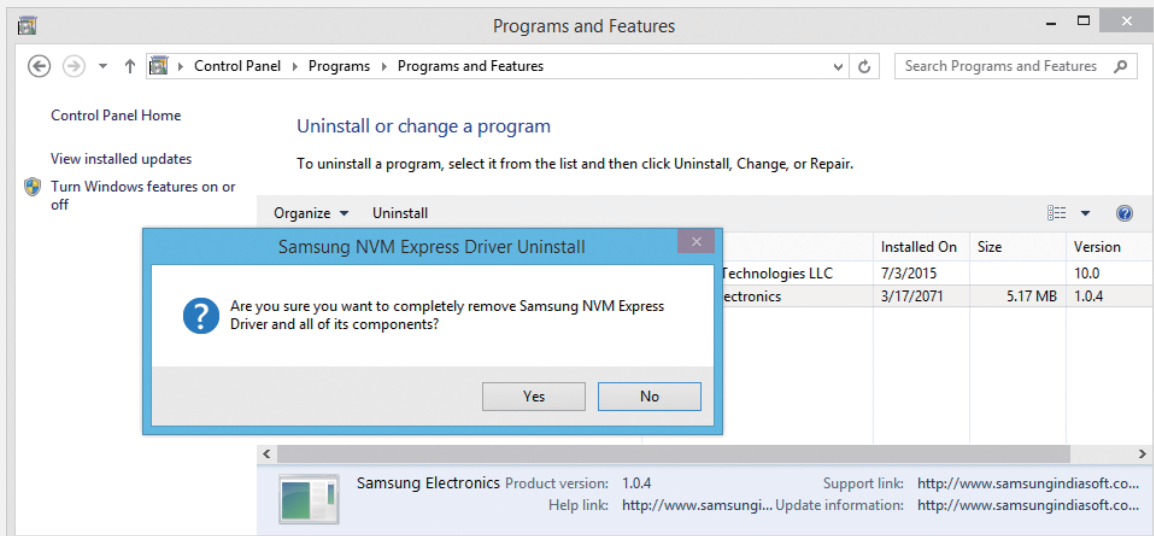 Programs and Features
Control Panel Programs Programs and Features
Search Programs and Features
Control Panel Home
View installed updates
Turn Windows features on or
off
Uninstall or change a program
To uninstall a program, select it from the list and then click Uninstall, Change, or Repair.
Organize Uninstall
Installed On Size Version
Technologies LLC 7/3/2015 10.0
ectronics 3/17/2071 5.17 MB 1.0.4
Samsung NVM Express Driver Uninstall
Are you sure you want to completely remove Samsung NVM Express
Driver and all of its components?
Yes No
Samsung Electronics Product version: 1.0.4 Support link: http://www.samsungindiasoft.co...
Help link: http://www.samsungi... Update information: http://www.samsungindiasoft.co...